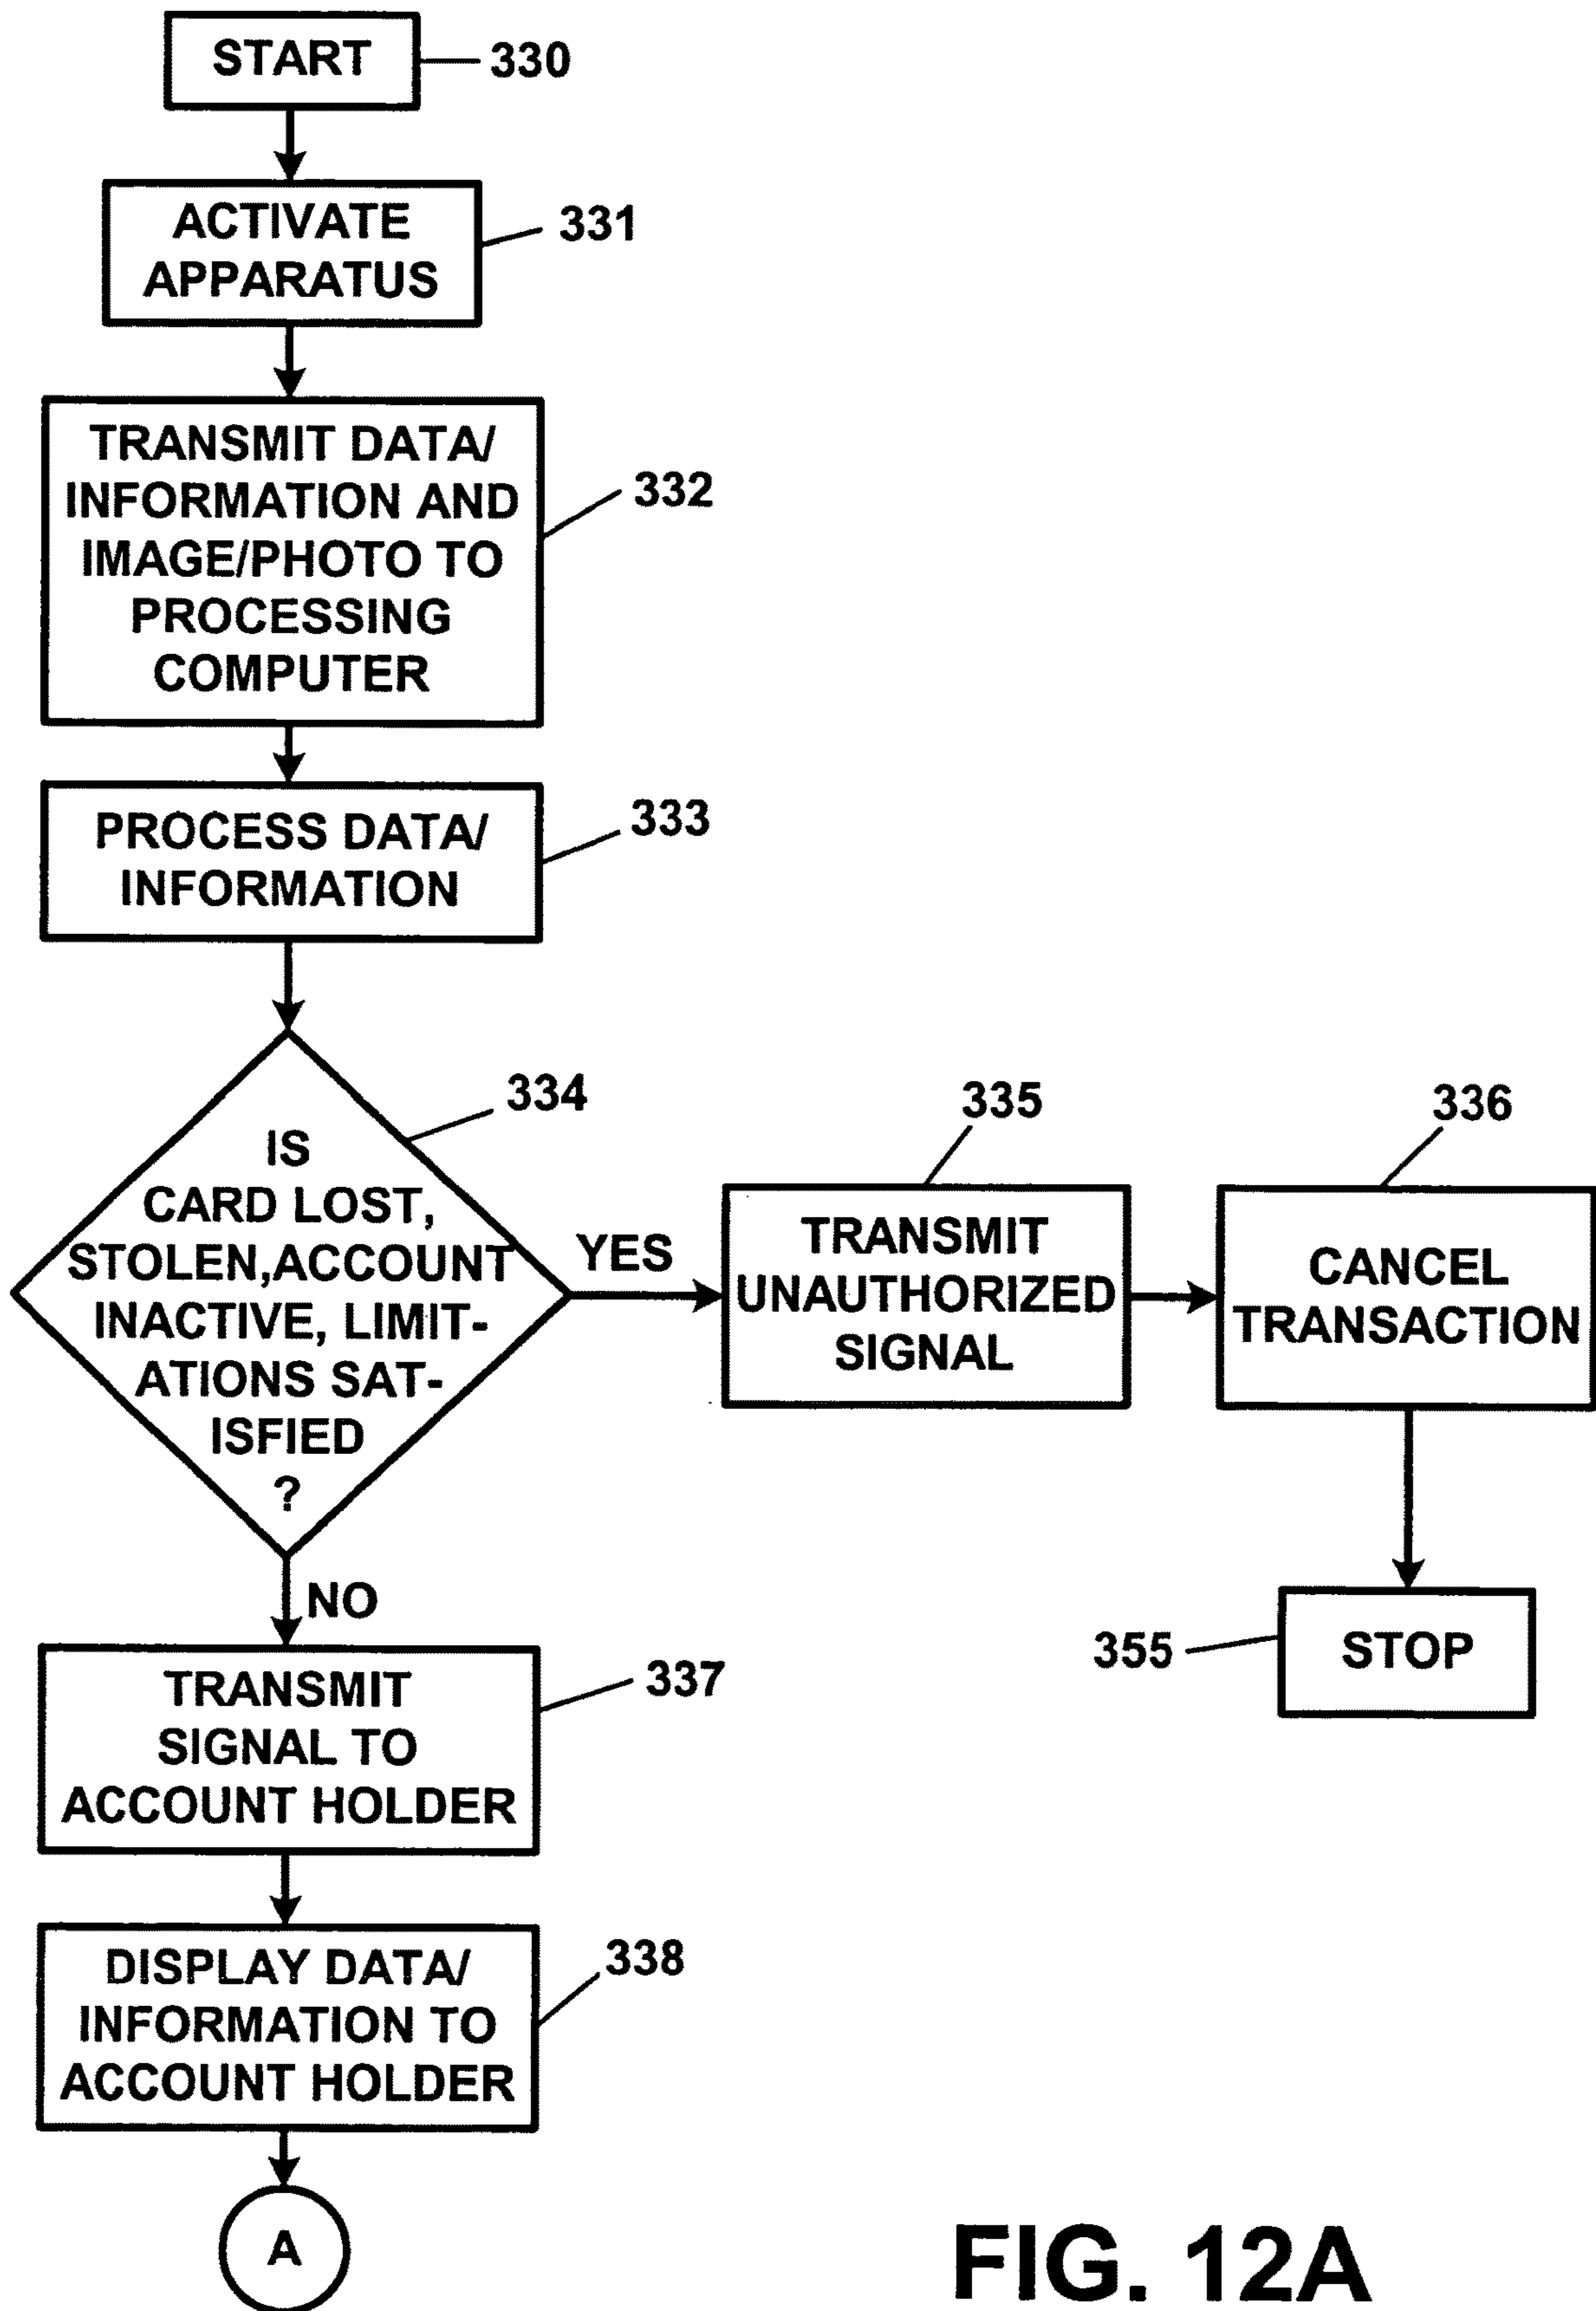 START
330
ACTIVATE
APPARATUS
331
TRANSMIT DATA/
INFORMATION AND
IMAGE/PHOTO TO
PROCESSING
COMPUTER
332
PROCESS DATA/
INFORMATION
333
IS
CARD LOST,
STOLEN,ACCOUNT
INACTIVE, LIMIT-
ATIONS SAT-
ISFIED
?
334
YES
TRANSMIT
UNAUTHORIZED
SIGNAL
335
CANCEL
TRANSACTION
336
STOP
355
NO
TRANSMIT
SIGNAL TO
ACCOUNT HOLDER
337
DISPLAY DATA/
INFORMATION TO
ACCOUNT HOLDER
338
A
FIG. 12A